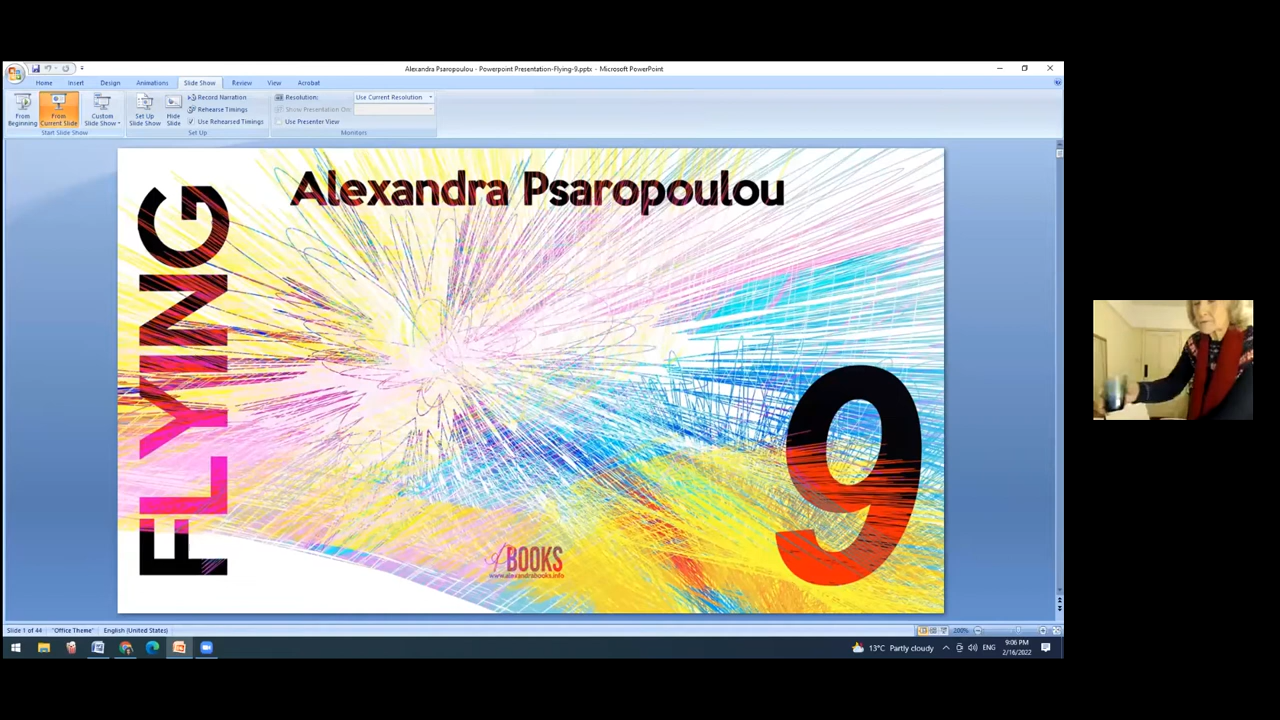 Alexandra Psaropoulou - Powerpoint Presentation-Flying-9.pptx - Microsoft PowerPoint
Home Insert Design Animations Slide Show Review View Acrobat
From Beginning
From Current Slide
Custom Slide Show
Start Slide Show
Set Up Slide Show
Hide Slide
Record Narration
Rehearse Timings
Use Rehearsed Timings
Set Up
Resolution: Use Current Resolution
Show Presentation On:
Use Presenter View
Monitors
Alexandra Psaropoulou
FLYING
9
BOOKS
www.alexandrabooks.info
Slide 1 of 44 "Office Theme" English (United States) 200%
13°C Partly cloudy ENG 9:06 PM
2/16/2022